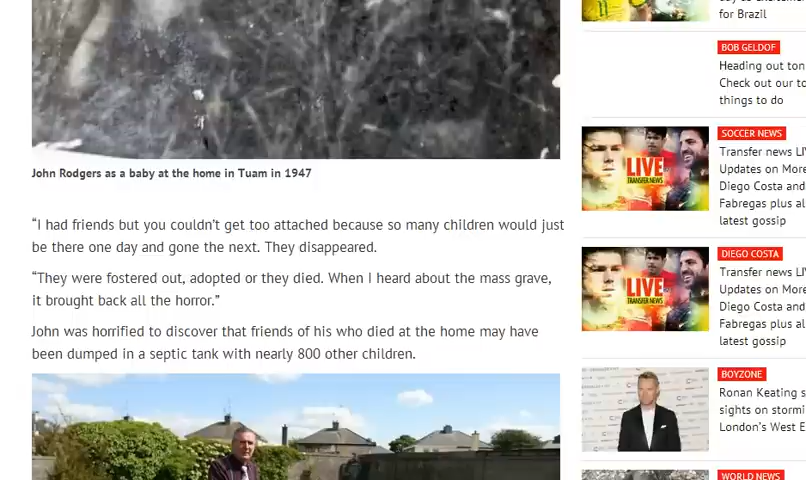 John Rodgers as a baby at the home in Tuam in 1947
“I had friends but you couldn’t get too attached because so many children would just
be there one day and gone the next. They disappeared.
“They were fostered out, adopted or they died. When I heard about the mass grave,
it brought back all the horror.”
John was horrified to discover that friends of his who died at the home may have
been dumped in a septic tank with nearly 800 other children.
for Brazil
BOB GELDOF
Heading out ton
Check out our to
things to do
SOCCER NEWS
LIVE
TRANSFER NEWS
Transfer news LI
Updates on More
Diego Costa and
Fabregas plus al
latest gossip
DIEGO COSTA
LIVE
TRANSFER NEWS
Transfer news LI
Updates on More
Diego Costa and
Fabregas plus al
latest gossip
BOYZONE
Ronan Keating s
sights on stormi
London’s West E
WORLD NEWS